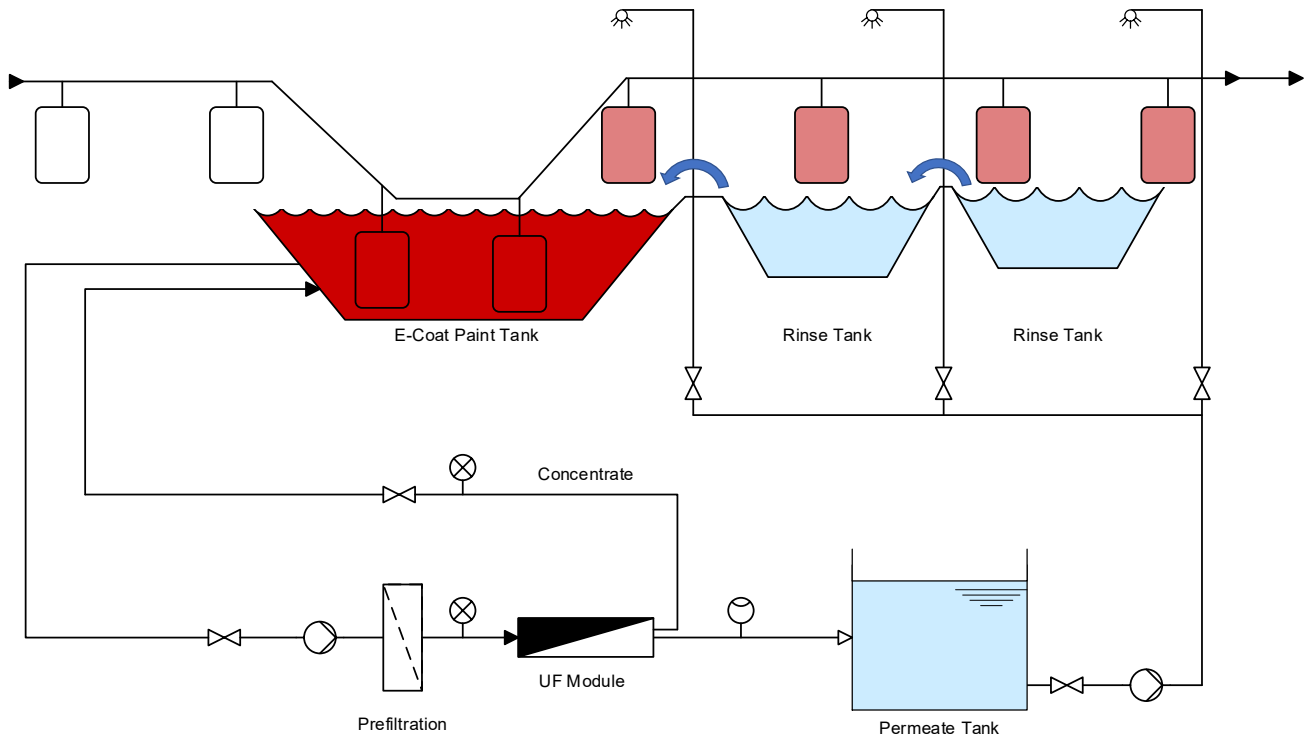 E-Coat Paint Tank
Rinse Tank
Rinse Tank
Concentrate
UF Module
Prefiltration
Permeate Tank